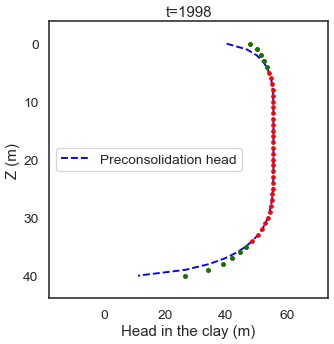 t=1998
0
10
20
30
40
Z (m)
Preconsolidation head
0 20 40 60
Head in the clay (m)